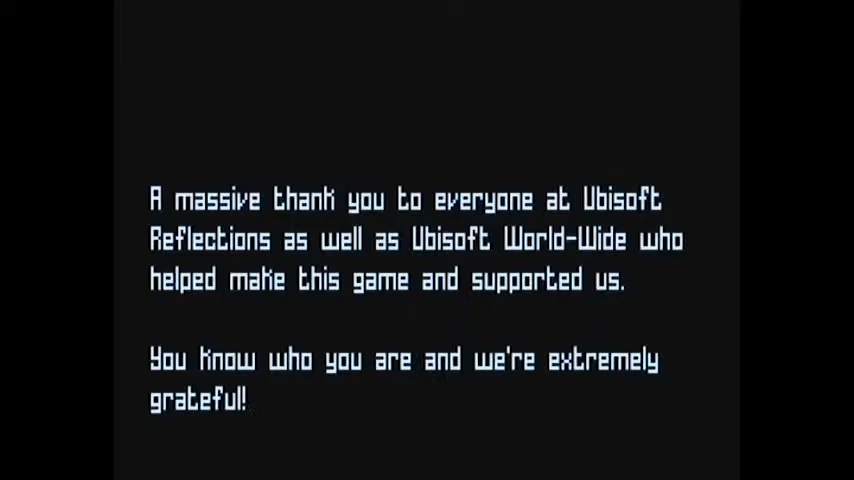 A massive thank you to everyone at Ubisoft
Reflections as well as Ubisoft World-Wide who
helped make this game and supported us.
You know who you are and we're extremely
grateful!